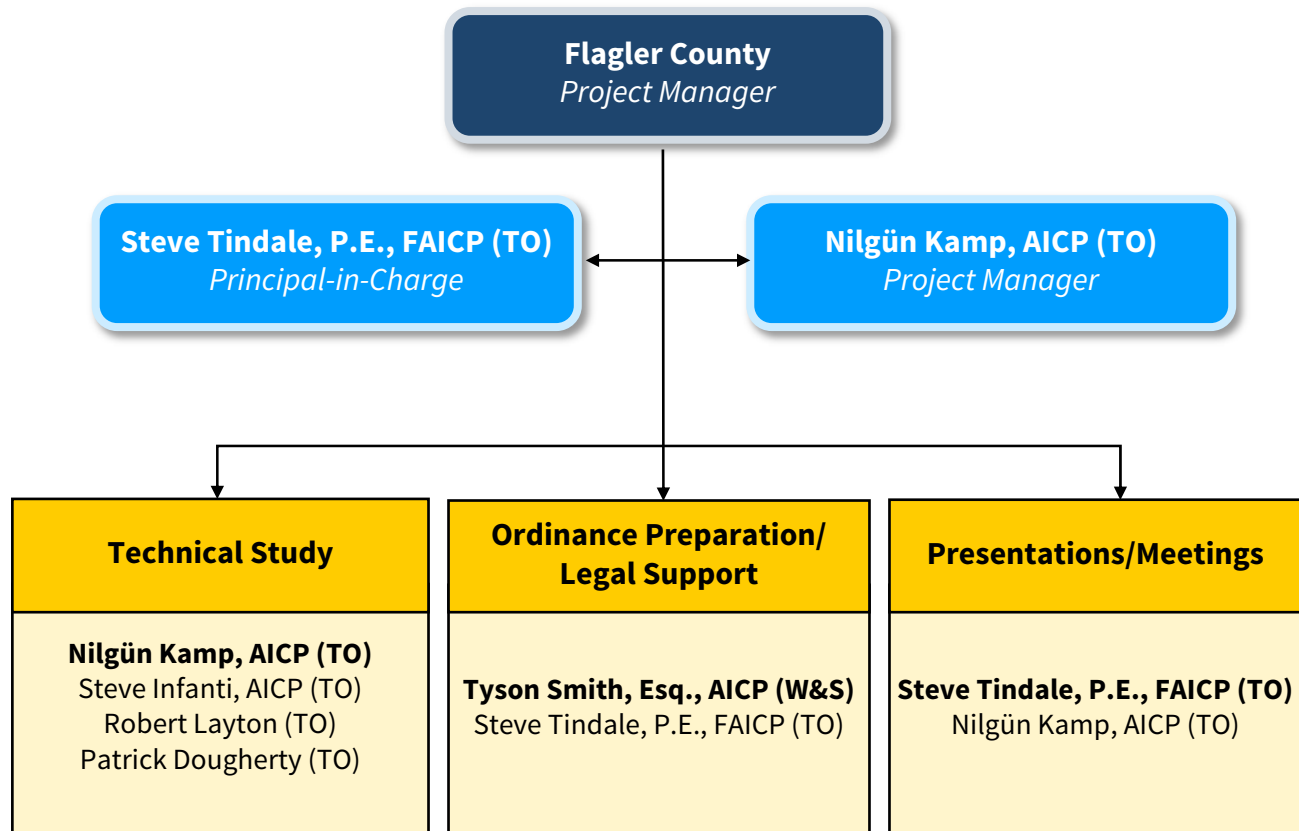 Flagler County
Project Manager
Steve Tindale, P.E., FAICP (TO)
Principal-in-Charge
Nilgün Kamp, AICP (TO)
Project Manager
Technical Study
Nilgün Kamp, AICP (TO)
Steve Infanti, AICP (TO)
Robert Layton (TO)
Patrick Dougherty (TO)
Ordinance Preparation/
Legal Support
Tyson Smith, Esq., AICP (W&S)
Steve Tindale, P.E., FAICP (TO)
Presentations/Meetings
Steve Tindale, P.E., FAICP (TO)
Nilgün Kamp, AICP (TO)